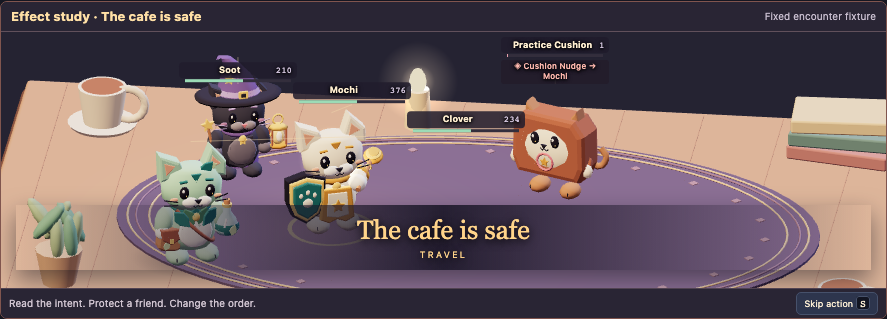 Effect study · The cafe is safe
Fixed encounter fixture
Practice Cushion 1
◈ Cushion Nudge →
Mochi
Soot 210
Mochi 376
Clover 234
The cafe is safe
TRAVEL
Read the intent. Protect a friend. Change the order.
Skip action S